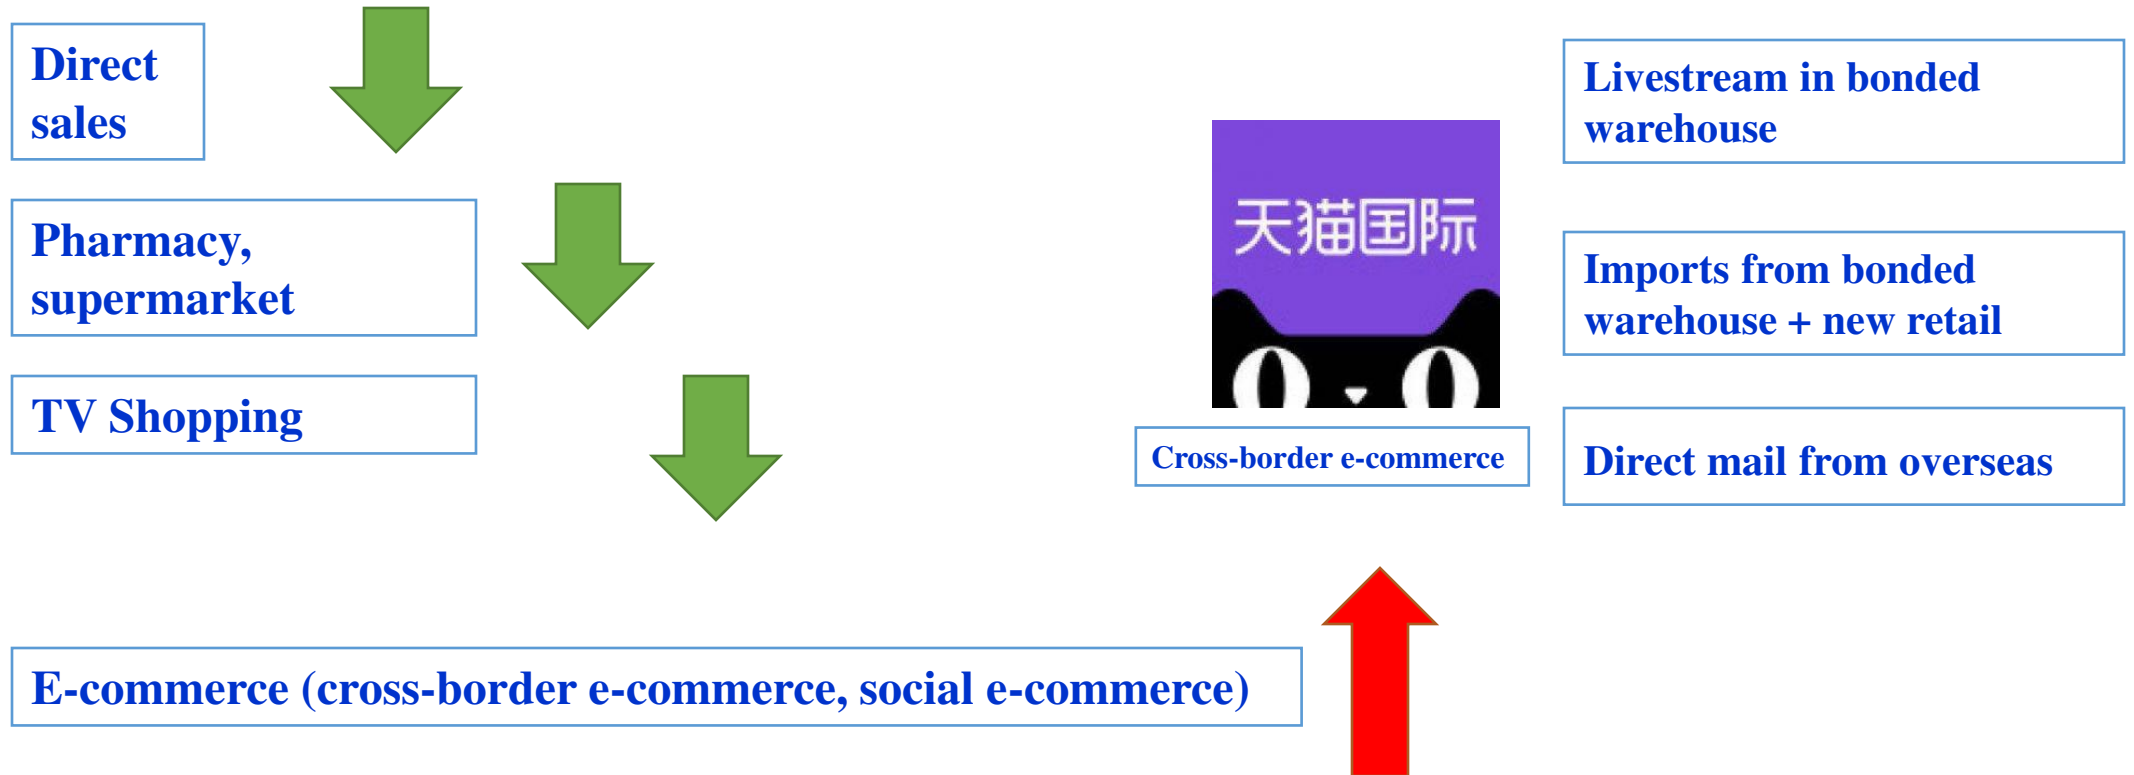 Direct
sales
Pharmacy,
supermarket
TV Shopping
E-commerce (cross-border e-commerce, social e-commerce)
天猫国际
Cross-border e-commerce
Livestream in bonded
warehouse
Imports from bonded
warehouse + new retail
Direct mail from overseas